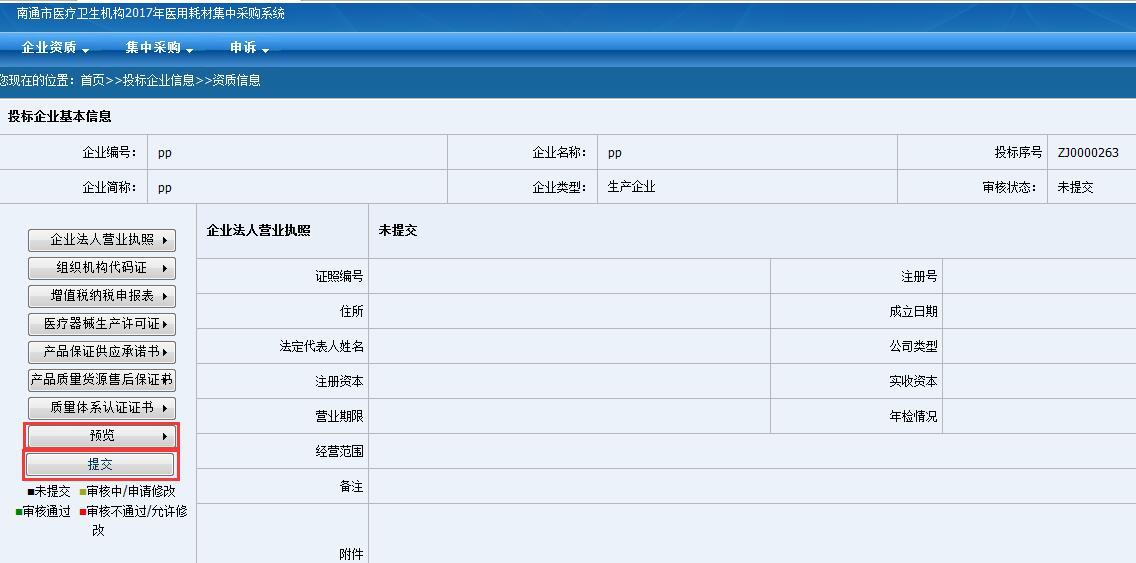 南通市医疗卫生机构2017年医用耗材集中采购系统
企业资质 集中采购 申诉
您现在的位置：首页>>投标企业信息>>资质信息
投标企业基本信息
企业编号： pp 企业名称： pp 投标序号 ZJ0000263
企业简称： pp 企业类型： 生产企业 审核状态： 未提交
企业法人营业执照
组织机构代码证
增值税纳税申报表
医疗器械生产许可证
产品保证供应承诺书
产品质量货源售后保证书
质量体系认证证书
预览
提交
■未提交 ■审核中/申请修改
■审核通过 ■审核不通过/允许修
改
企业法人营业执照 未提交
证照编号 注册号
住所 成立日期
法定代表人姓名 公司类型
注册资本 实收资本
营业期限 年检情况
经营范围
备注
附件